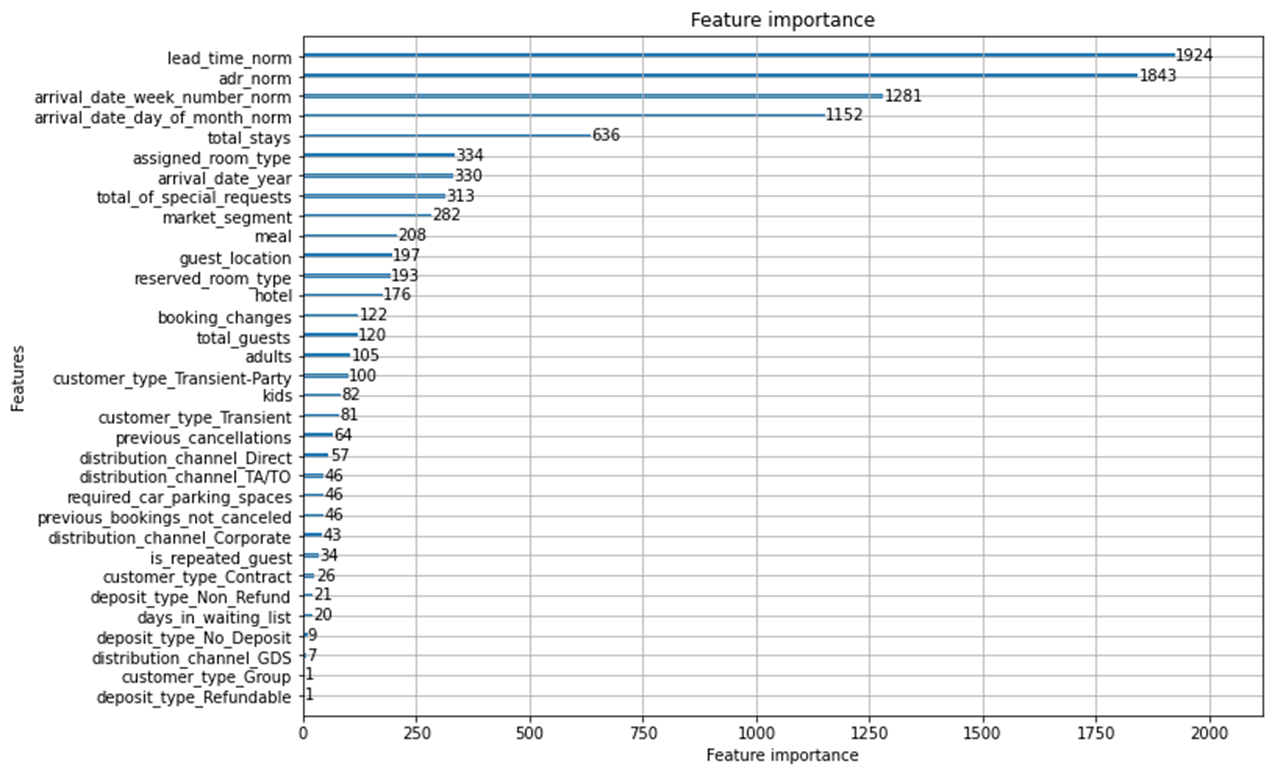 Feature importance
lead_time_norm 1924
adr_norm 1843
arrival_date_week_number_norm 1281
arrival_date_day_of_month_norm 1152
total_stays 636
assigned_room_type 334
arrival_date_year 330
total_of_special_requests 313
market_segment 282
meal 208
guest_location 197
reserved_room_type 193
hotel 176
booking_changes 122
total_guests 120
adults 105
customer_type_Transient-Party 100
kids 82
customer_type_Transient 81
previous_cancellations 64
distribution_channel_Direct 57
distribution_channel_TA/TO 46
required_car_parking_spaces 46
previous_bookings_not_canceled 46
distribution_channel_Corporate 43
is_repeated_guest 34
customer_type_Contract 26
deposit_type_Non_Refund 21
days_in_waiting_list 20
deposit_type_No_Deposit 9
distribution_channel_GDS 7
customer_type_Group 1
deposit_type_Refundable 1
Features
0 250 500 750 1000 1250 1500 1750 2000
Feature importance